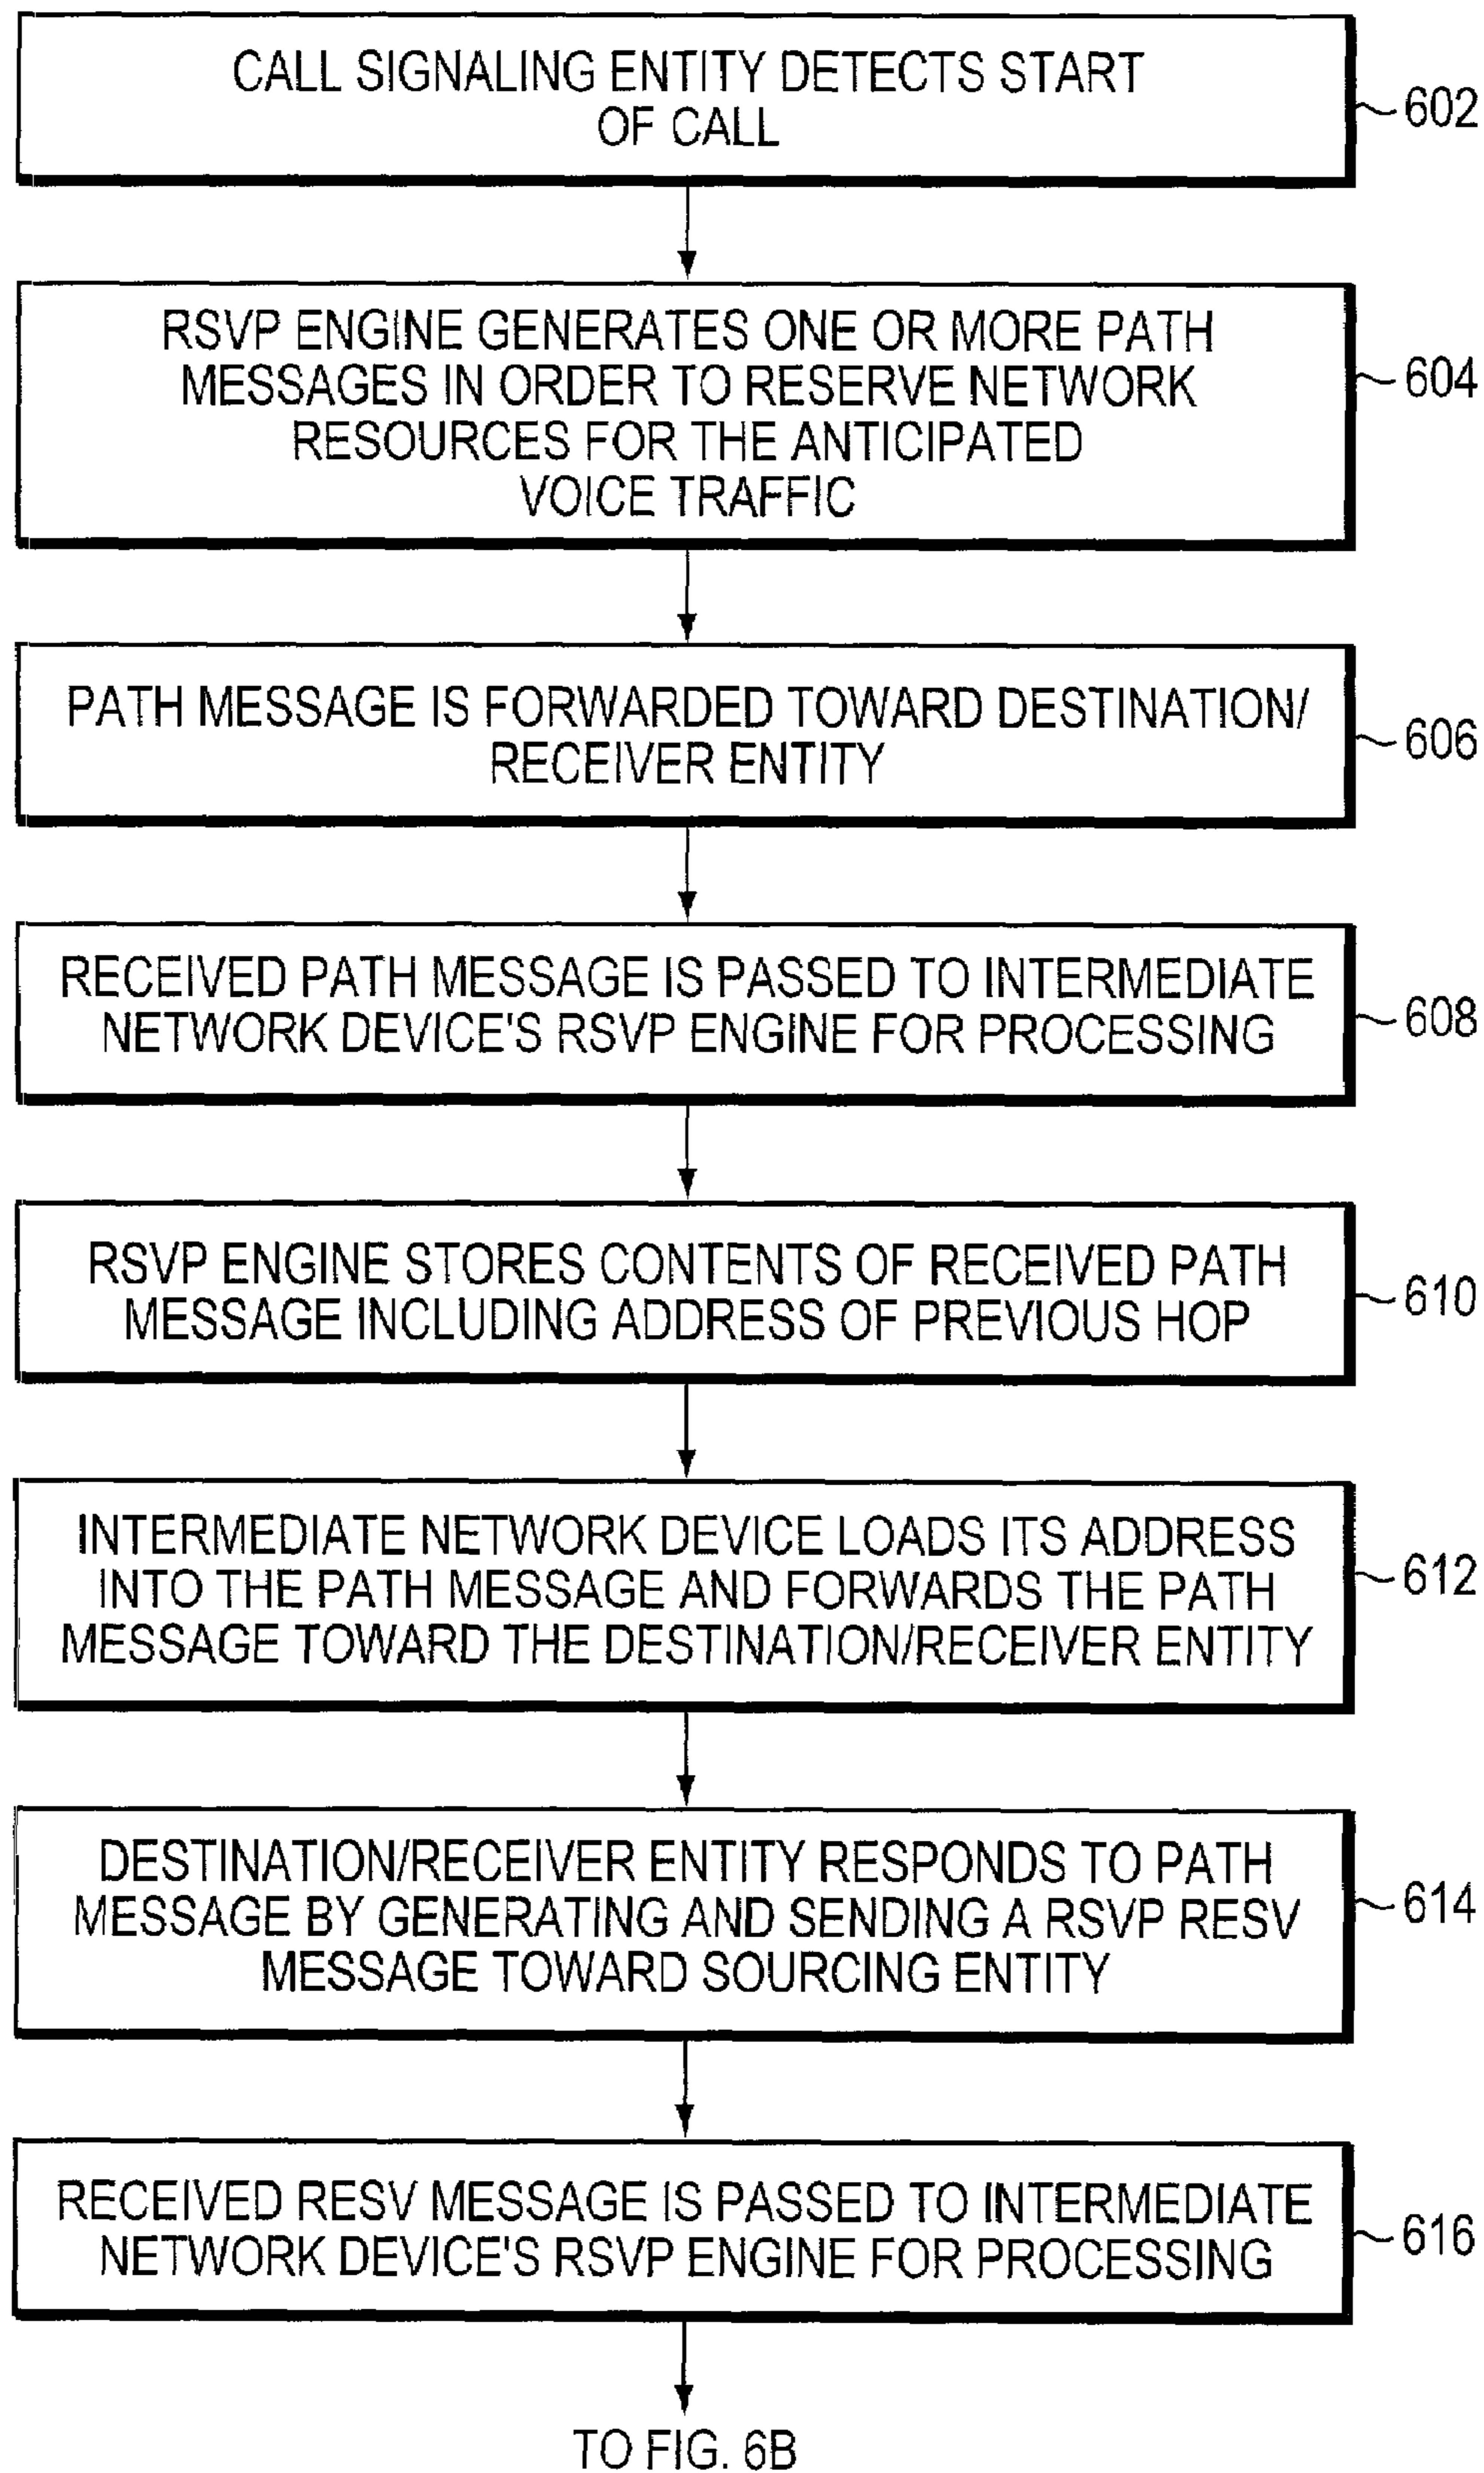 CALL SIGNALING ENTITY DETECTS START
OF CALL
602
RSVP ENGINE GENERATES ONE OR MORE PATH
MESSAGES IN ORDER TO RESERVE NETWORK
RESOURCES FOR THE ANTICIPATED
VOICE TRAFFIC
604
PATH MESSAGE IS FORWARDED TOWARD DESTINATION/
RECEIVER ENTITY
606
RECEIVED PATH MESSAGE IS PASSED TO INTERMEDIATE
NETWORK DEVICE'S RSVP ENGINE FOR PROCESSING
608
RSVP ENGINE STORES CONTENTS OF RECEIVED PATH
MESSAGE INCLUDING ADDRESS OF PREVIOUS HOP
610
INTERMEDIATE NETWORK DEVICE LOADS ITS ADDRESS
INTO THE PATH MESSAGE AND FORWARDS THE PATH
MESSAGE TOWARD THE DESTINATION/RECEIVER ENTITY
612
DESTINATION/RECEIVER ENTITY RESPONDS TO PATH
MESSAGE BY GENERATING AND SENDING A RSVP RESV
MESSAGE TOWARD SOURCING ENTITY
614
RECEIVED RESV MESSAGE IS PASSED TO INTERMEDIATE
NETWORK DEVICE'S RSVP ENGINE FOR PROCESSING
616
TO FIG. 6B